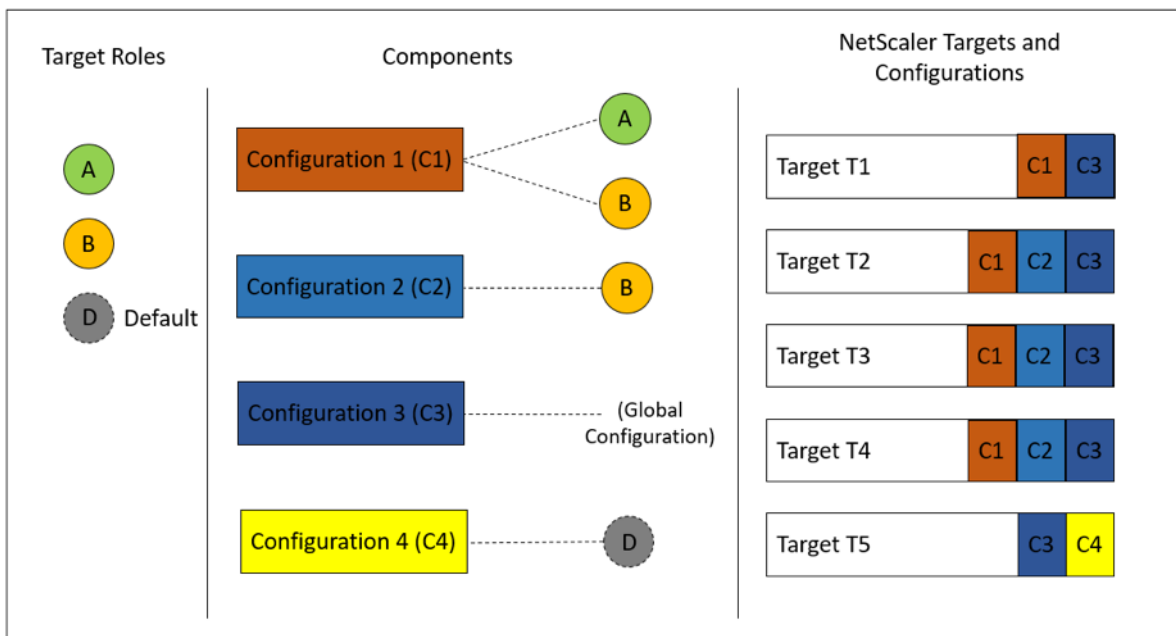 Target Roles
A
B
D Default
Components
Configuration 1 (C1)
A
B
Configuration 2 (C2)
B
Configuration 3 (C3)
(Global
Configuration)
Configuration 4 (C4)
D
NetScaler Targets and
Configurations
Target T1 C1 C3
Target T2 C1 C2 C3
Target T3 C1 C2 C3
Target T4 C1 C2 C3
Target T5 C3 C4